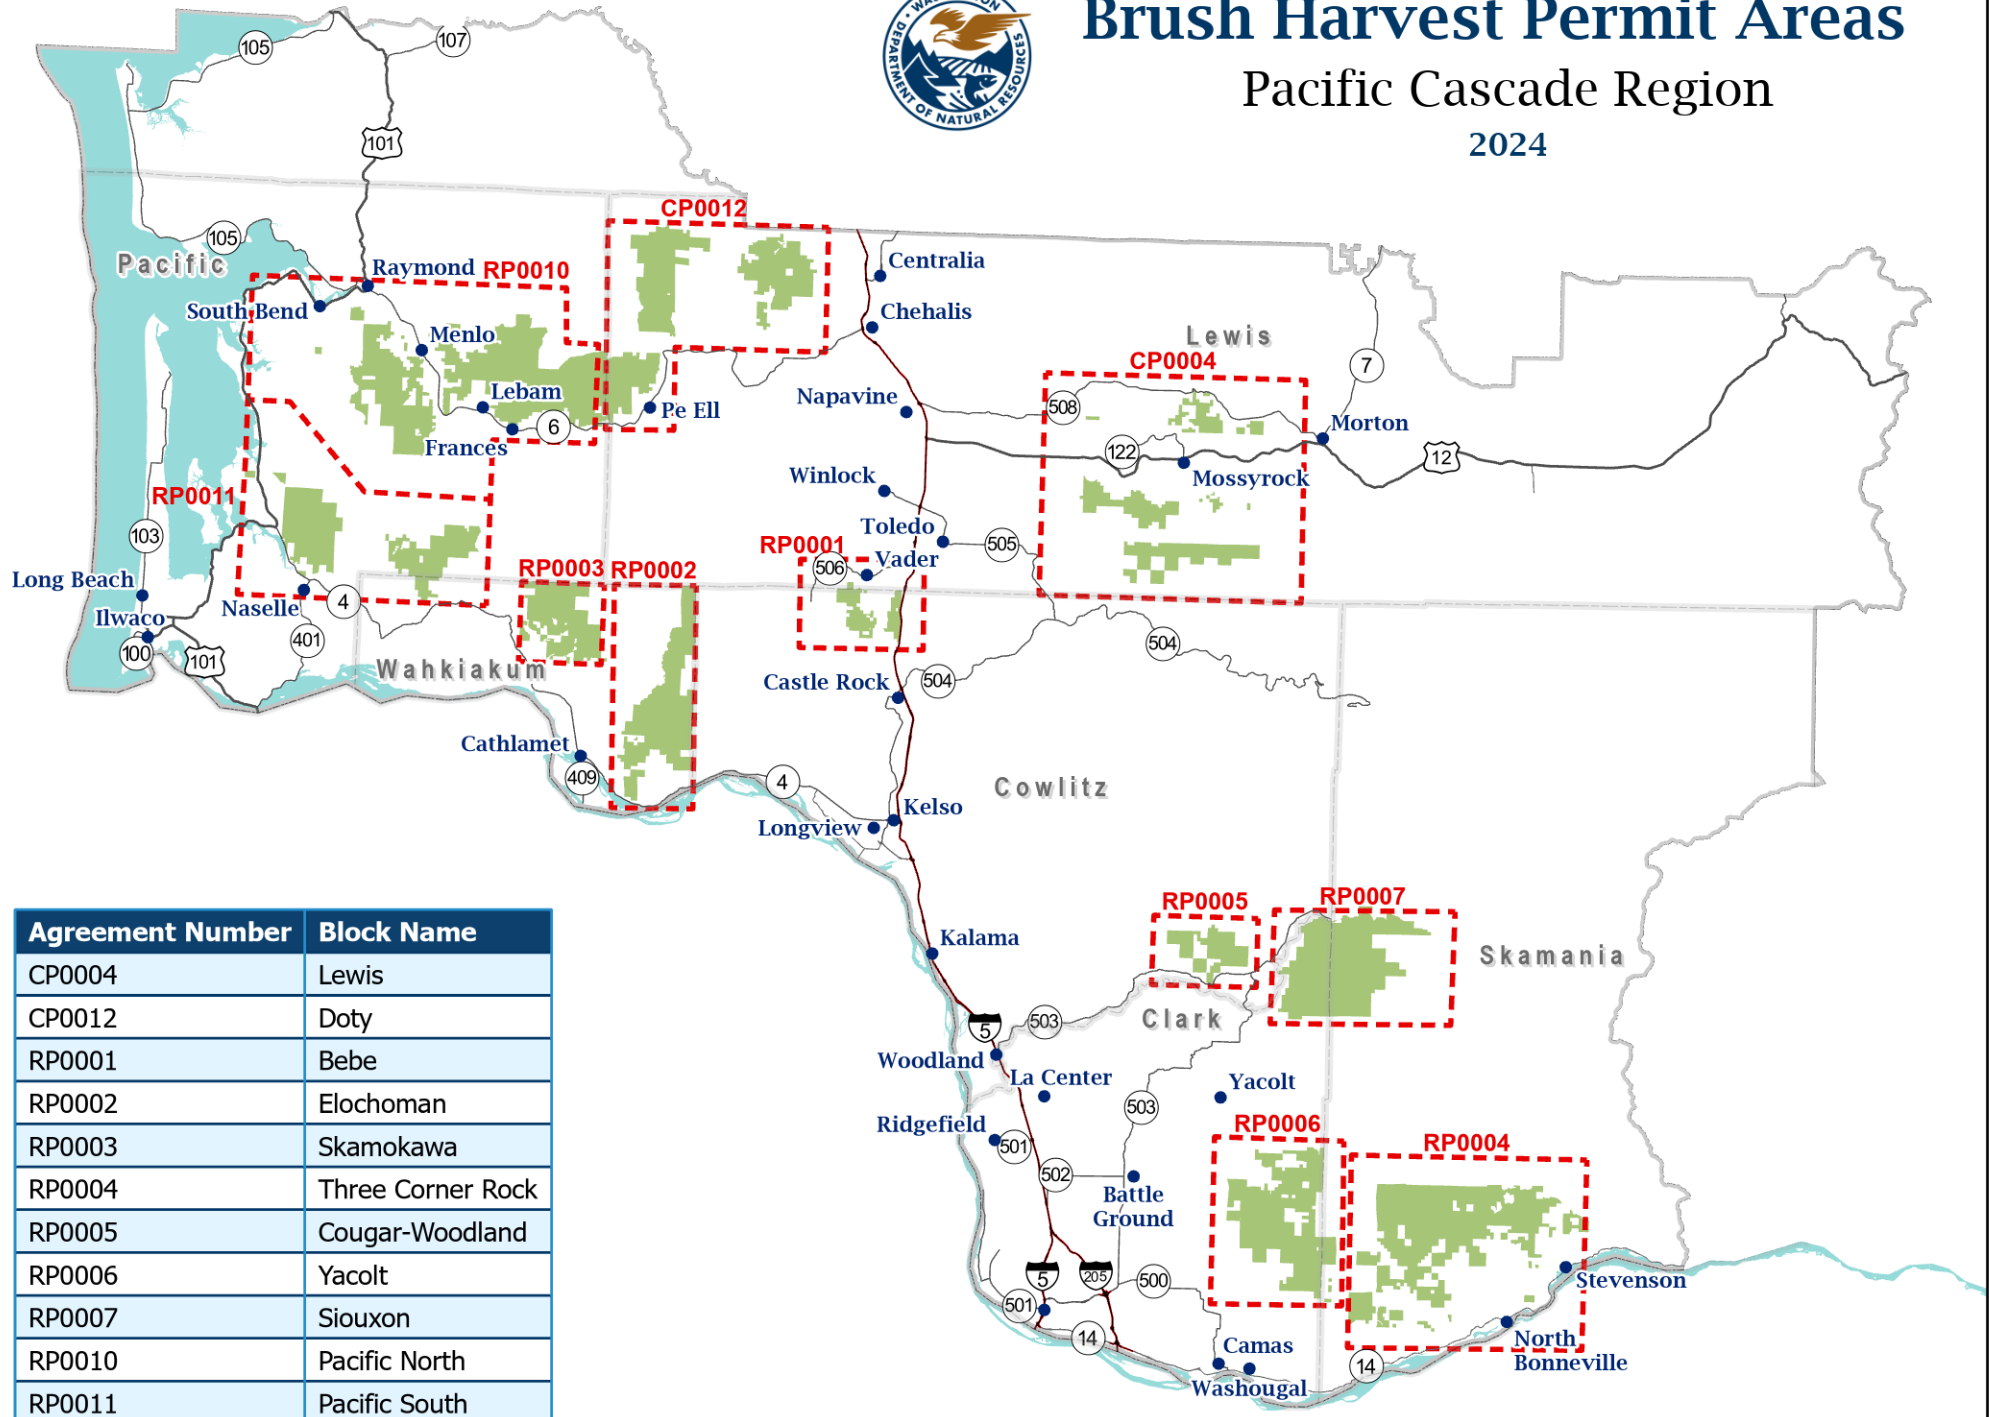 WASHINGTON
DEPARTMENT OF NATURAL RESOURCES
Brush Harvest Permit Areas
Pacific Cascade Region
2024
105
107
101
CP0012
105
Pacific
Raymond
RP0010
Centralia
South Bend
Chehalis
Menlo
Lewis
CP0004
7
Lebam
Napavine
508
Pe Ell
6
Frances
Morton
122
12
Winlock
Mossyrock
RP0011
103
Toledo
505
RP0001
Vader
506
RP0003
RP0002
Long Beach
Naselle
4
Ilwaco
401
100
101
504
Wahkiakum
Castle Rock
504
Cathlamet
409
4
Cowlitz
Kelso
Longview
RP0005
RP0007
Kalama
Skamania
Clark
5
503
Woodland
La Center
Yacolt
503
Ridgefield
RP0006
501
RP0004
502
Battle
Ground
5
205
500
Stevenson
501
14
North
Bonneville
Camas
14
Washougal
Agreement Number Block Name
CP0004 Lewis
CP0012 Doty
RP0001 Bebe
RP0002 Elochoman
RP0003 Skamokawa
RP0004 Three Corner Rock
RP0005 Cougar-Woodland
RP0006 Yacolt
RP0007 Siouxon
RP0010 Pacific North
RP0011 Pacific South